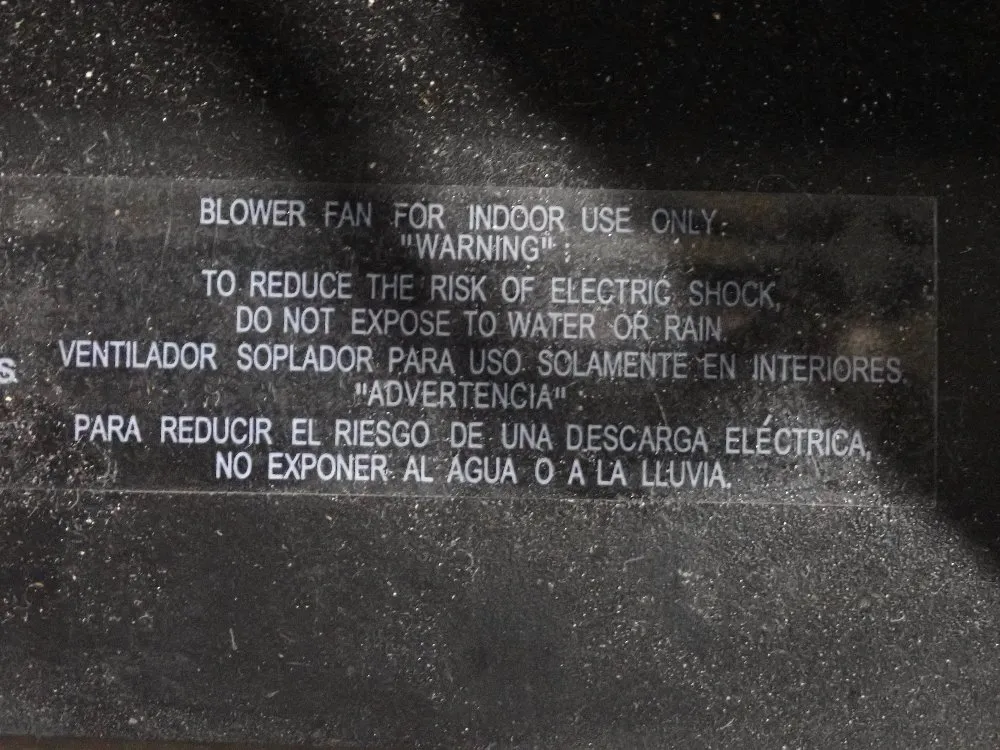 BLOWER FAN FOR INDOOR USE ONLY.
"WARNING" :
TO REDUCE THE RISK OF ELECTRIC SHOCK,
DO NOT EXPOSE TO WATER OR RAIN.
VENTILADOR SOPLADOR PARA USO SOLAMENTE EN INTERIORES.
"ADVERTENCIA" :
PARA REDUCIR EL RIESGO DE UNA DESCARGA ELÉCTRICA,
NO EXPONER AL AGUA O A LA LLUVIA.